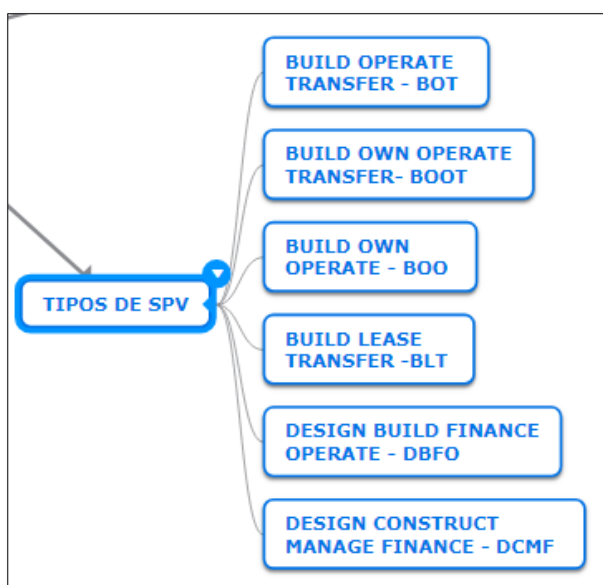 BUILD OPERATE
TRANSFER - BOT
BUILD OWN OPERATE
TRANSFER- BOOT
BUILD OWN
OPERATE - BOO
TIPOS DE SPV
BUILD LEASE
TRANSFER -BLT
DESIGN BUILD FINANCE
OPERATE - DBFO
DESIGN CONSTRUCT
MANAGE FINANCE - DCMF